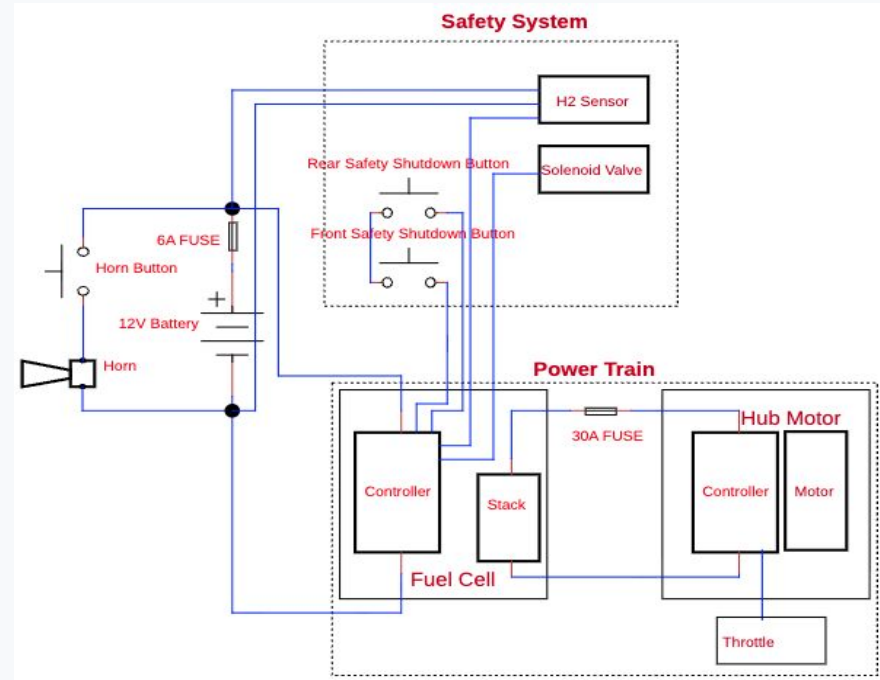 Safety System
H2 Sensor
Rear Safety Shutdown Button
Solenoid Valve
Front Safety Shutdown Button
6A FUSE
Horn Button
+
12V Battery
Horn
Power Train
Hub Motor
30A FUSE
Controller
Stack
Controller
Motor
Fuel Cell
Throttle